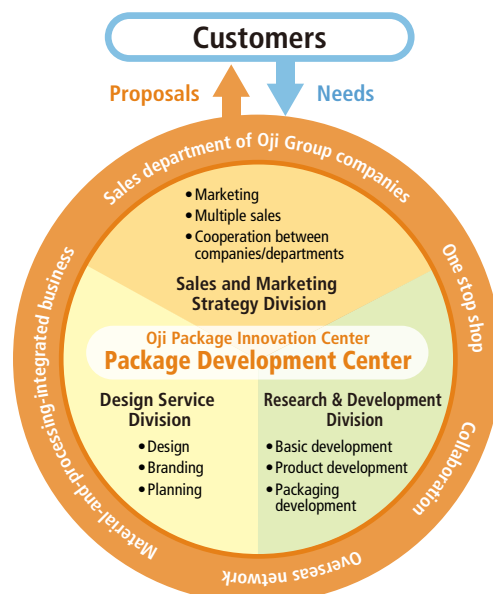 Customers
Proposals
Needs
Sales department of Oji Group companies
One stop shop
Collaboration
Overseas network
Material-and-processing-integrated business
• Marketing
• Multiple sales
• Cooperation between
companies/departments
Sales and Marketing
Strategy Division
Oji Package Innovation Center
Package Development Center
Design Service
Division
• Design
• Branding
• Planning
Research & Development
Division
• Basic development
• Product development
• Packaging
development